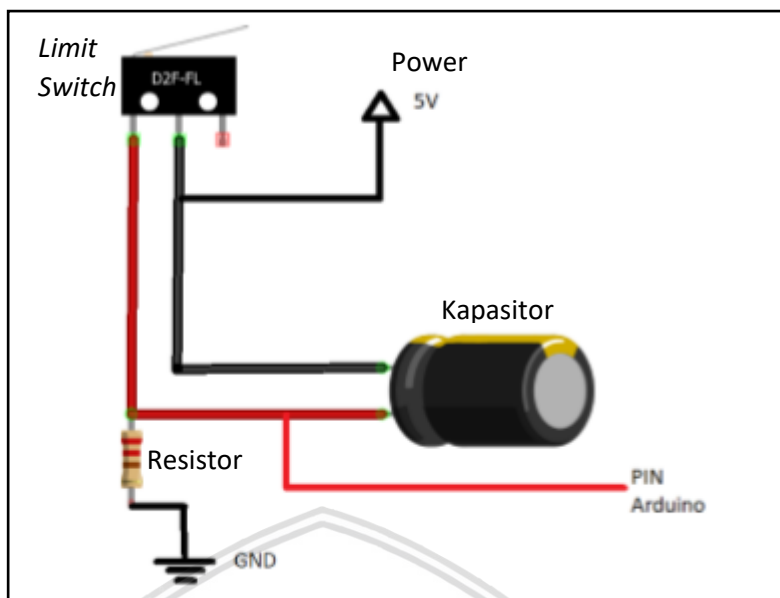 Limit
Switch
D2F-FL
Power
5V
Kapasitor
Resistor
PIN
Arduino
GND